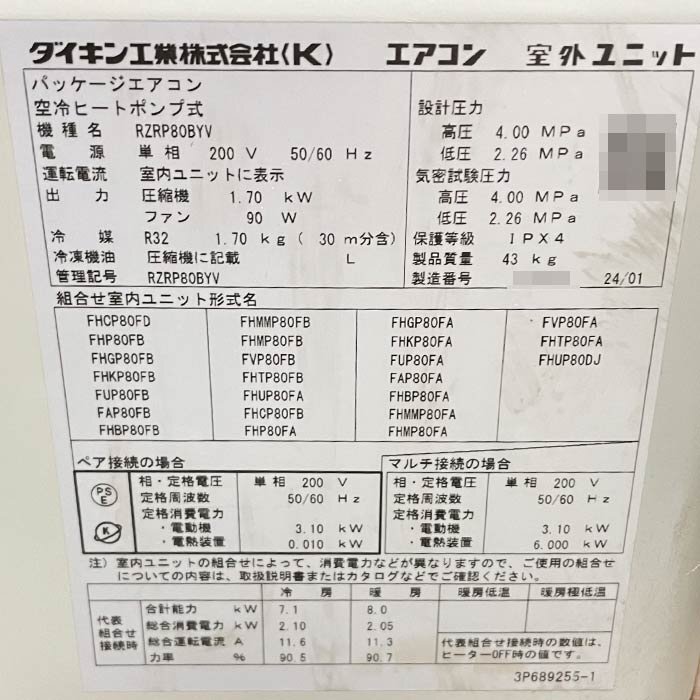 ダイキン工業株式会社(K) エアコン 室外ユニット
パッケージエアコン
空冷ヒートポンプ式
機種名 RZRP80BYV
電源 単相 200 V 50/60 Hz
運転電流 室内ユニットに表示
出力 圧縮機 1.70 kW
ファン 90 W
冷媒 R32 1.70 kg ( 30 m分含)
冷凍機油 圧縮機に記載 L
管理記号 RZRP80BYV
設計圧力
高圧 4.00 MPa
低圧 2.26 MPa
気密試験圧力
高圧 4.00 MPa
低圧 2.26 MPa
保護等級 IPX4
製品質量 43 kg
製造番号 24/01
組合せ室内ユニット形式名
FHCP80FD FHMMP80FB FHGP80FA FVP80FA
FHP80FB FHMP80FB FHKP80FA FHTP80FA
FHGP80FB FVP80FB FUP80FA FHUP80DJ
FHKP80FB FHTP80FB FAP80FA
FUP80FB FHUP80FA FHBP80FA
FAP80FB FHCP80FB FHMMP80FA
FHBP80FB FHP80FA FHMP80FA
ペア接続の場合
PS
E
K
相・定格電圧 単相 200 V
定格周波数 50/60 Hz
定格消費電力
・電動機 3.10 kW
・電熱装置 0.010 kW
マルチ接続の場合
相・定格電圧 単相 200 V
定格周波数 50/60 Hz
定格消費電力
・電動機 3.10 kW
・電熱装置 6.000 kW
注) 室内ユニットの組合せによって、消費電力などが異なりますので、ご使用の組合せ
についての内容は、取扱説明書またはカタログなどでご確認ください。
冷房 暖房 暖房低温 暖房極低温
代表
組合せ
接続時
合計能力 kW 7.1 8.0
総合消費電力 kW 2.10 2.05
総合運転電流 A 11.6 11.3
力率 % 90.5 90.7
代表組合せ接続時の数値は、
ヒーターOFF時の値です。
3P689255-1